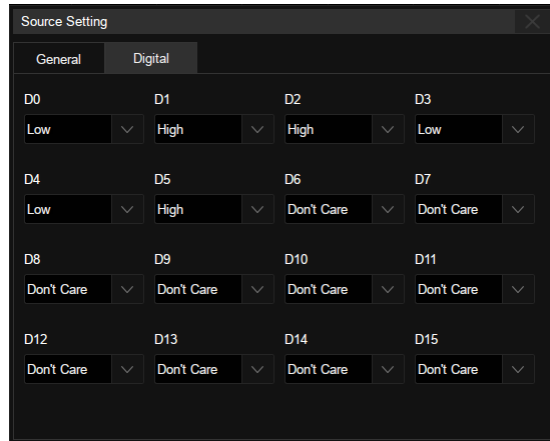 Source Setting
General Digital
D0 D1 D2 D3
Low High High Low
D4 D5 D6 D7
Low High Don't Care Don't Care
D8 D9 D10 D11
Don't Care Don't Care Don't Care Don't Care
D12 D13 D14 D15
Don't Care Don't Care Don't Care Don't Care